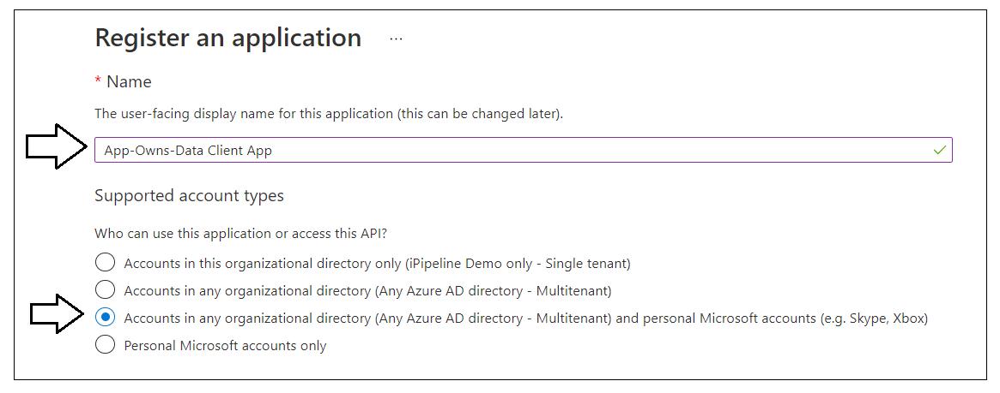 Register an application ...
* Name
The user-facing display name for this application (this can be changed later).
App-Owns-Data Client App
Supported account types
Who can use this application or access this API?
Accounts in this organizational directory only (iPipeline Demo only - Single tenant)
Accounts in any organizational directory (Any Azure AD directory - Multitenant)
Accounts in any organizational directory (Any Azure AD directory - Multitenant) and personal Microsoft accounts (e.g. Skype, Xbox)
Personal Microsoft accounts only